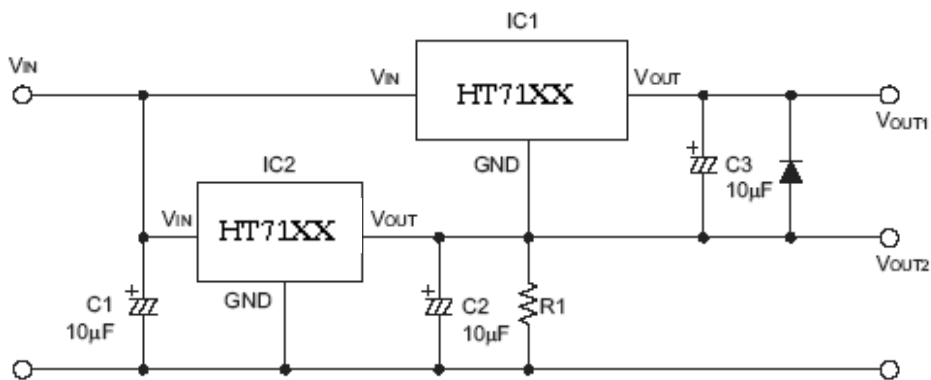 IC1
VIN
VIN
HT71XX
VOUT
VOUT1
GND
+
C3
10μF
IC2
VIN
HT71XX
VOUT
VOUT2
GND
+
C1
10μF
+
C2
10μF
R1